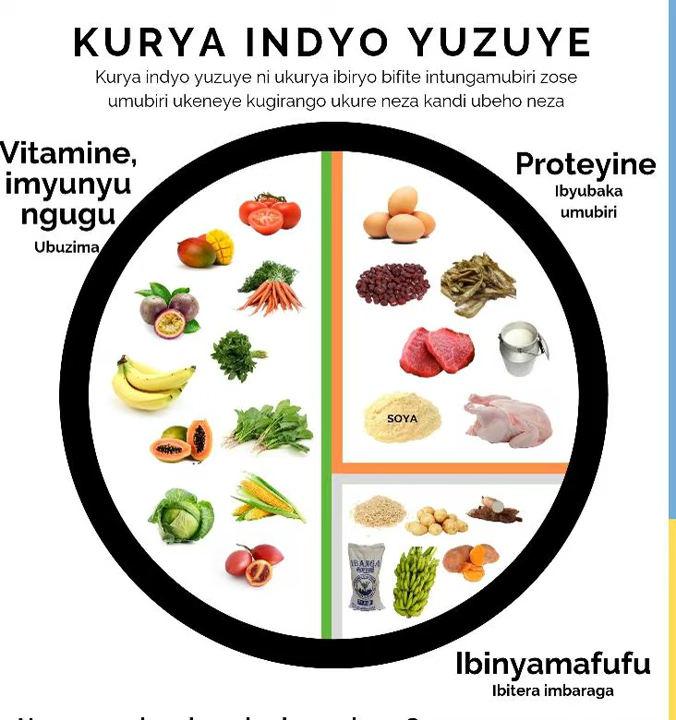 KURYA INDYO YUZUYE
Kurya indyo yuzuye ni ukurya ibiryo bifite intungamubiri zose
umubiri ukeneye kugirango ukure neza kandi ubeho neza
Vitamine,
imyunyu
ngugu
Ubuzima
Proteyine
Ibyubaka
umubiri
SOYA
Ibinyamafufu
Ibitera imbaraga